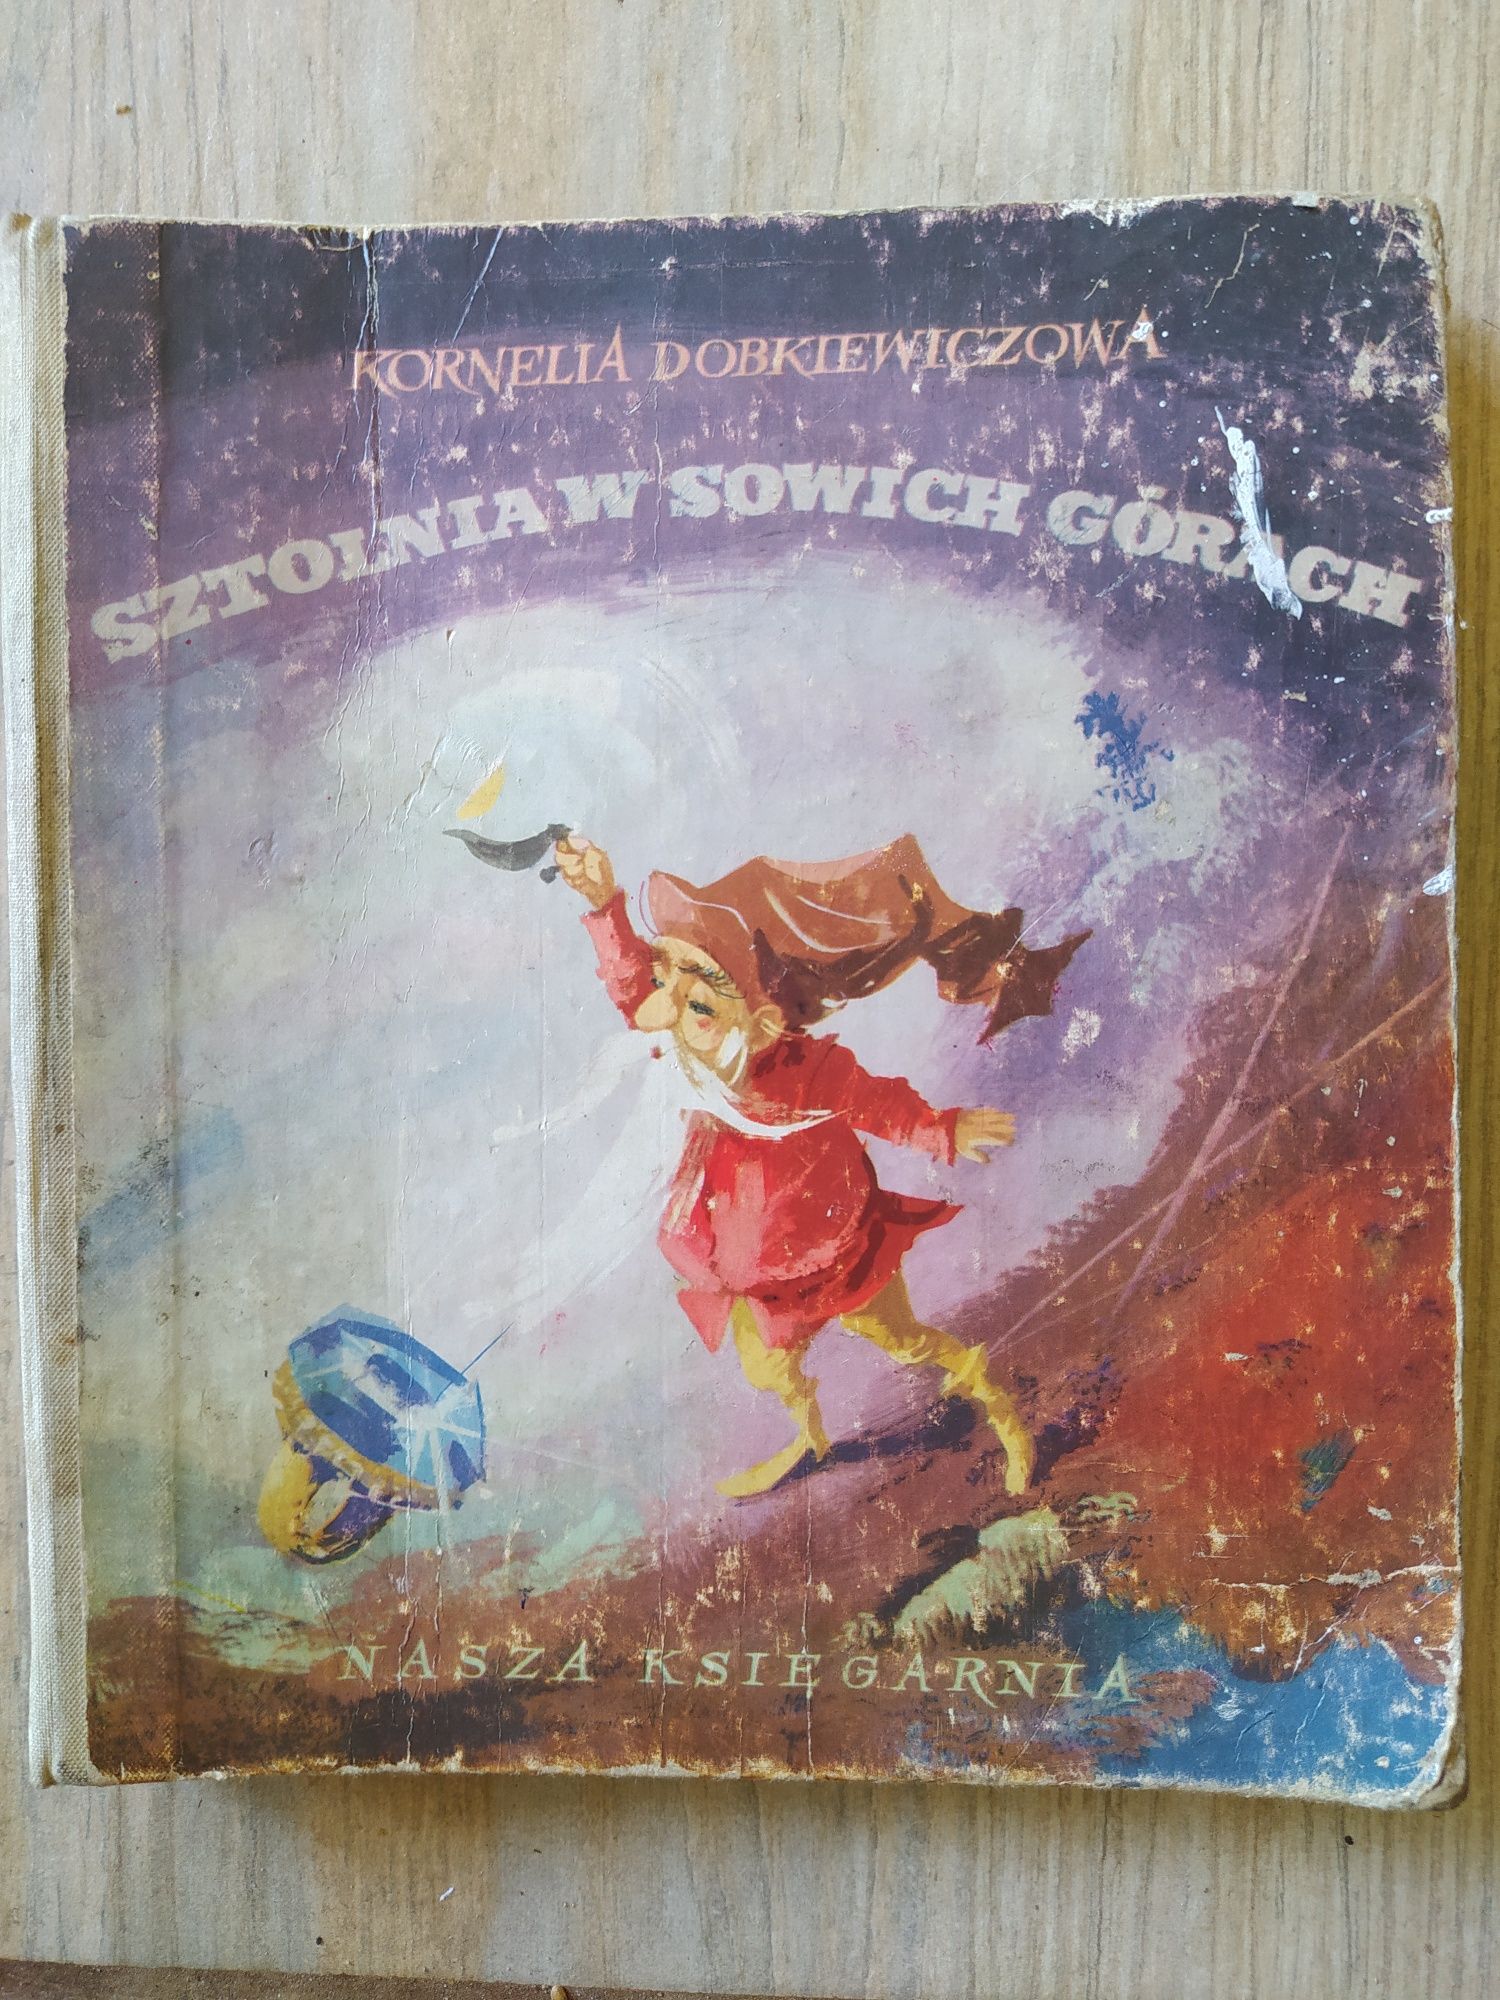 KORNELIA DOBKIEWICZOWA
SZTOLNIA W SOWICH GÓRACH
NASZA KSIĘGARNIA